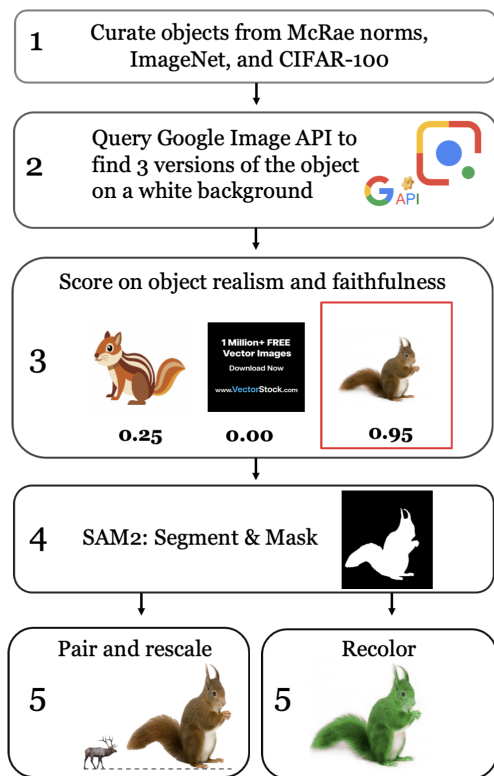 1
Curate objects from McRae norms,
ImageNet, and CIFAR-100
2
Query Google Image API to
find 3 versions of the object
on a white background
G API
Score on object realism and faithfulness
3
1 Million+ FREE
Vector Images
Download Now
www.VectorStock.com
0.25
0.00
0.95
4
SAM2: Segment & Mask
Pair and rescale
5
Recolor
5